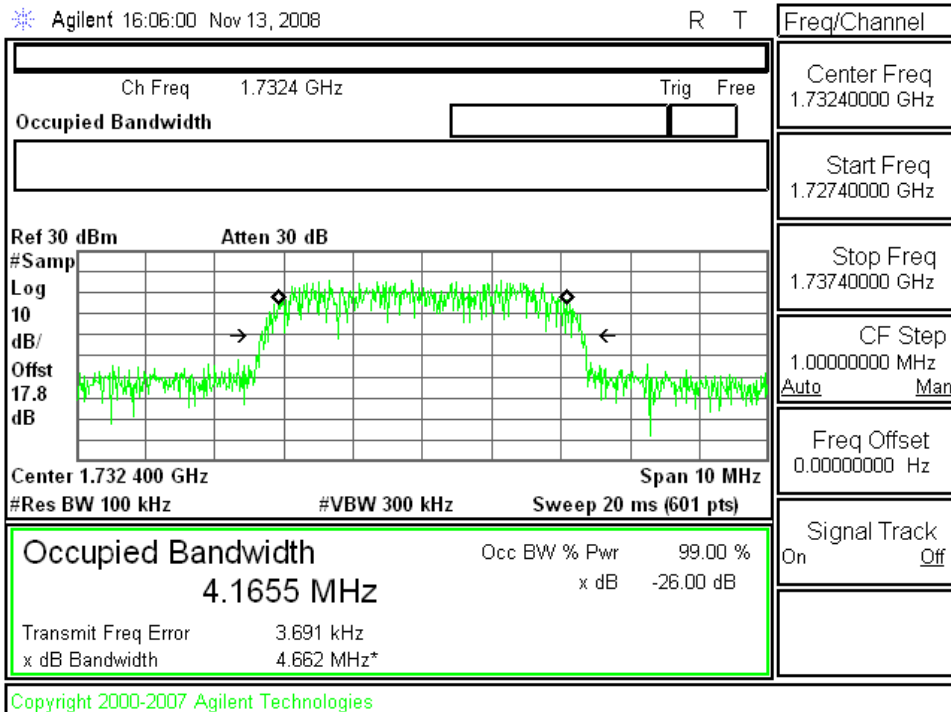 Agilent 16:06:00 Nov 13, 2008 R T
Freq/Channel
Ch Freq 1.7324 GHz Trig Free
Occupied Bandwidth
Center Freq
1.73240000 GHz
Start Freq
1.72740000 GHz
Stop Freq
1.73740000 GHz
CF Step
1.00000000 MHz
Auto Man
Freq Offset
0.00000000 Hz
Signal Track
On Off
Ref 30 dBm Atten 30 dB
#Samp
Log
10
dB/
Offst
17.8
dB
Center 1.732 400 GHz Span 10 MHz
#Res BW 100 kHz #VBW 300 kHz Sweep 20 ms (601 pts)
Occupied Bandwidth Occ BW % Pwr 99.00 %
4.1655 MHz x dB -26.00 dB
Transmit Freq Error 3.691 kHz
x dB Bandwidth 4.662 MHz*
Copyright 2000-2007 Agilent Technologies